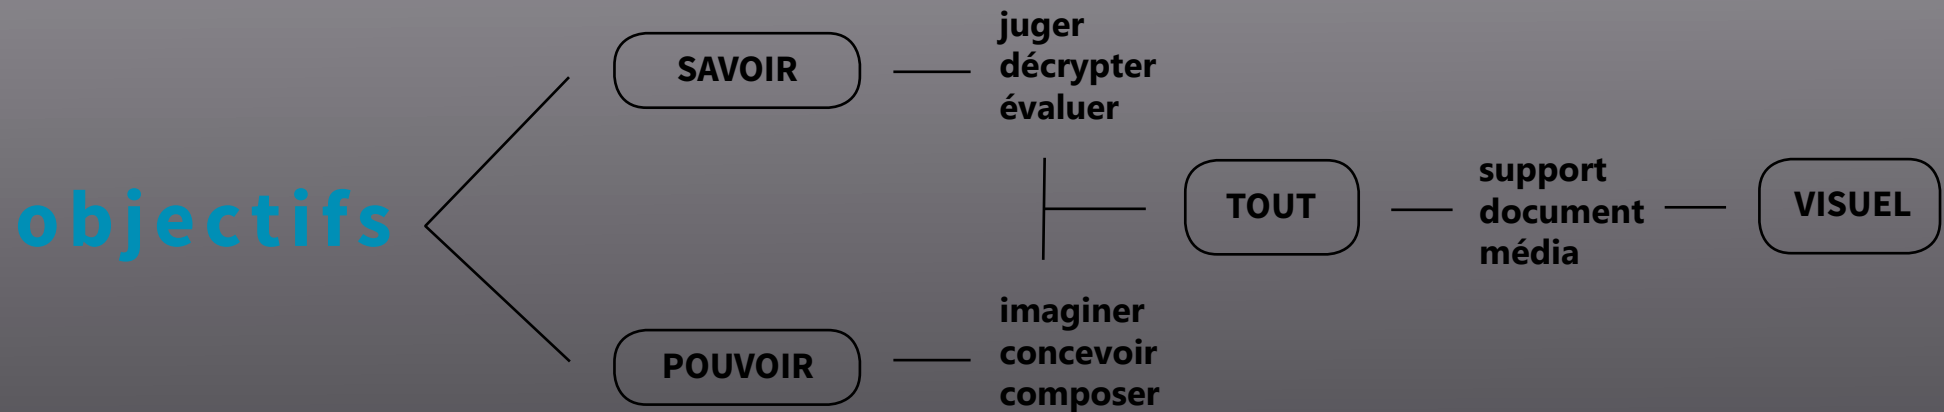 objectifs
SAVOIR
juger
décrypter
évaluer
POUVOIR
imaginer
concevoir
composer
TOUT
support
document
média
VISUEL